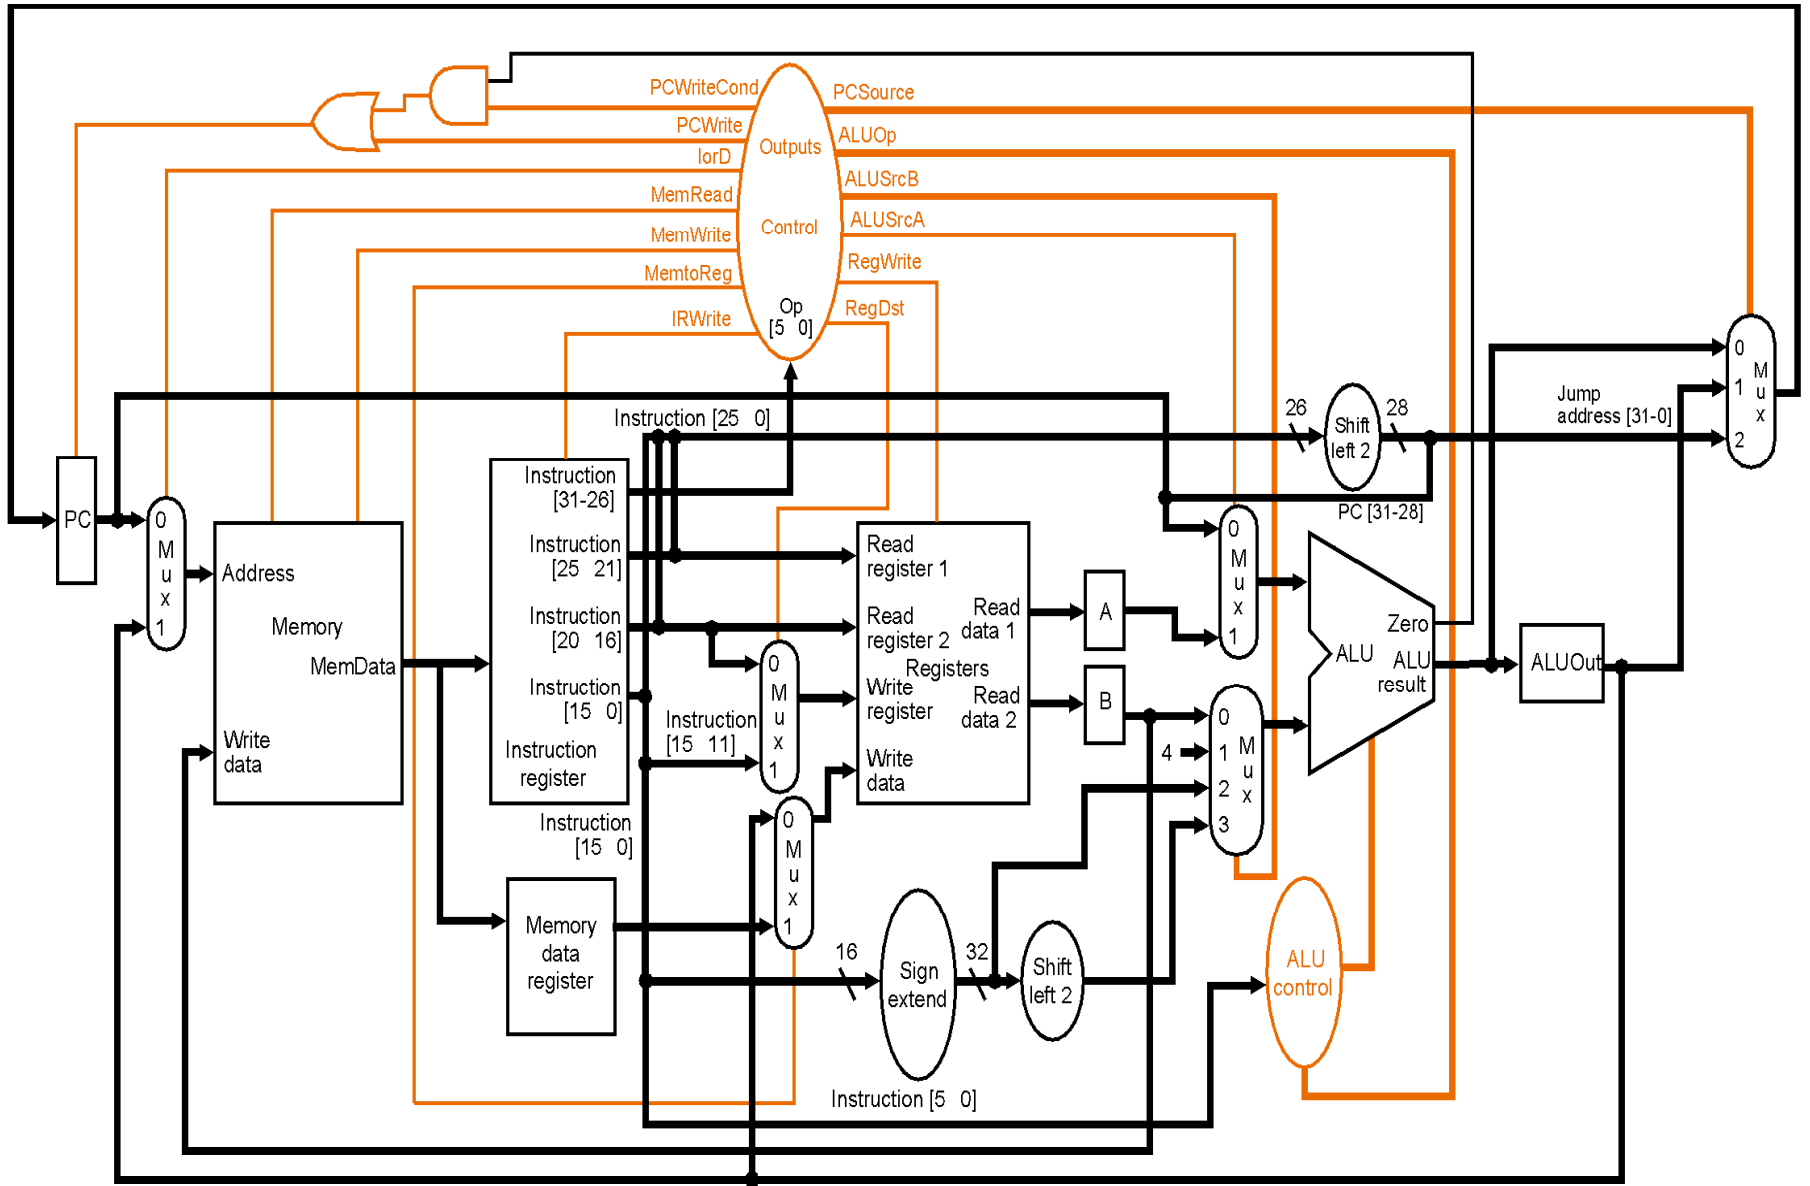 PCWriteCond
PCSource
PCWrite
ALUOp
Outputs
IorD
ALUSrcB
MemRead
ALUSrcA
Control
MemWrite
RegWrite
MemtoReg
Op
[5 0]
RegDst
IRWrite
0
M
u
x
1
2
Jump
address [31-0]
Instruction [25 0]
26
Shift
left 2
28
PC [31-28]
PC
0
M
u
x
1
Address
Memory
MemData
Write
data
Instruction
[31-26]
Instruction
[25 21]
Instruction
[20 16]
Instruction
[15 0]
Instruction
register
Instruction
[15 0]
Instruction
[15 11]
0
M
u
x
1
0
M
u
x
1
Read
register 1
Read
register 2
Registers
Write
register
Write
data
Read
data 1
Read
data 2
A
B
4
0
M
u
x
1
0
1
2
3
M
u
x
Zero
ALU
ALU
result
ALUOut
Memory
data
register
16
Sign
extend
32
Shift
left 2
ALU
control
Instruction [5 0]